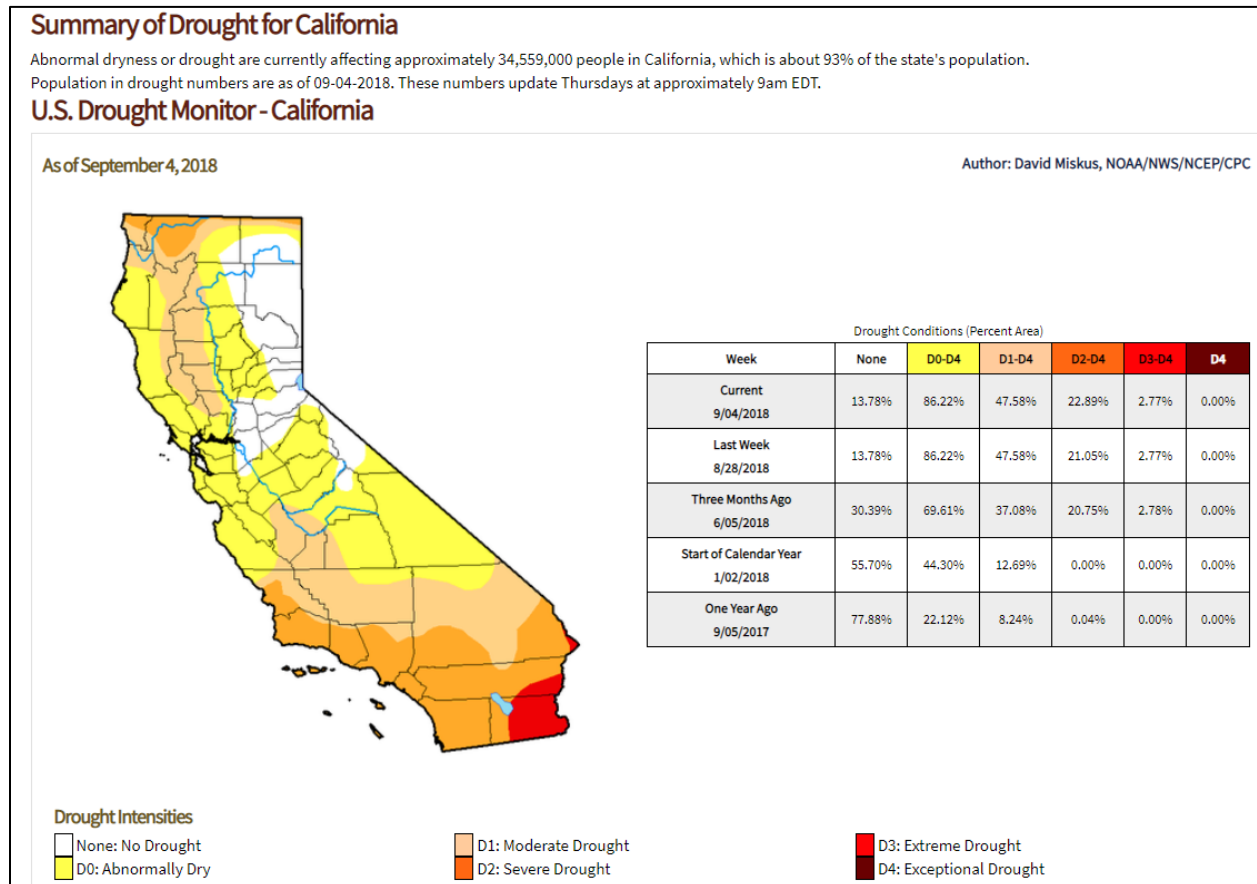 Summary of Drought for California
Abnormal dryness or drought are currently affecting approximately 34,559,000 people in California, which is about 93% of the state's population.
Population in drought numbers are as of 09-04-2018. These numbers update Thursdays at approximately 9am EDT.
U.S. Drought Monitor - California
As of September 4, 2018
Author: David Miskus, NOAA/NWS/NCEP/CPC
Drought Conditions (Percent Area)
Week None D0-D4 D1-D4 D2-D4 D3-D4 D4
Current
9/04/2018
13.78% 86.22% 47.58% 22.89% 2.77% 0.00%
Last Week
8/28/2018
13.78% 86.22% 47.58% 21.05% 2.77% 0.00%
Three Months Ago
6/05/2018
30.39% 69.61% 37.08% 20.75% 2.78% 0.00%
Start of Calendar Year
1/02/2018
55.70% 44.30% 12.69% 0.00% 0.00% 0.00%
One Year Ago
9/05/2017
77.88% 22.12% 8.24% 0.04% 0.00% 0.00%
Drought Intensities
None: No Drought
D0: Abnormally Dry
D1: Moderate Drought
D2: Severe Drought
D3: Extreme Drought
D4: Exceptional Drought